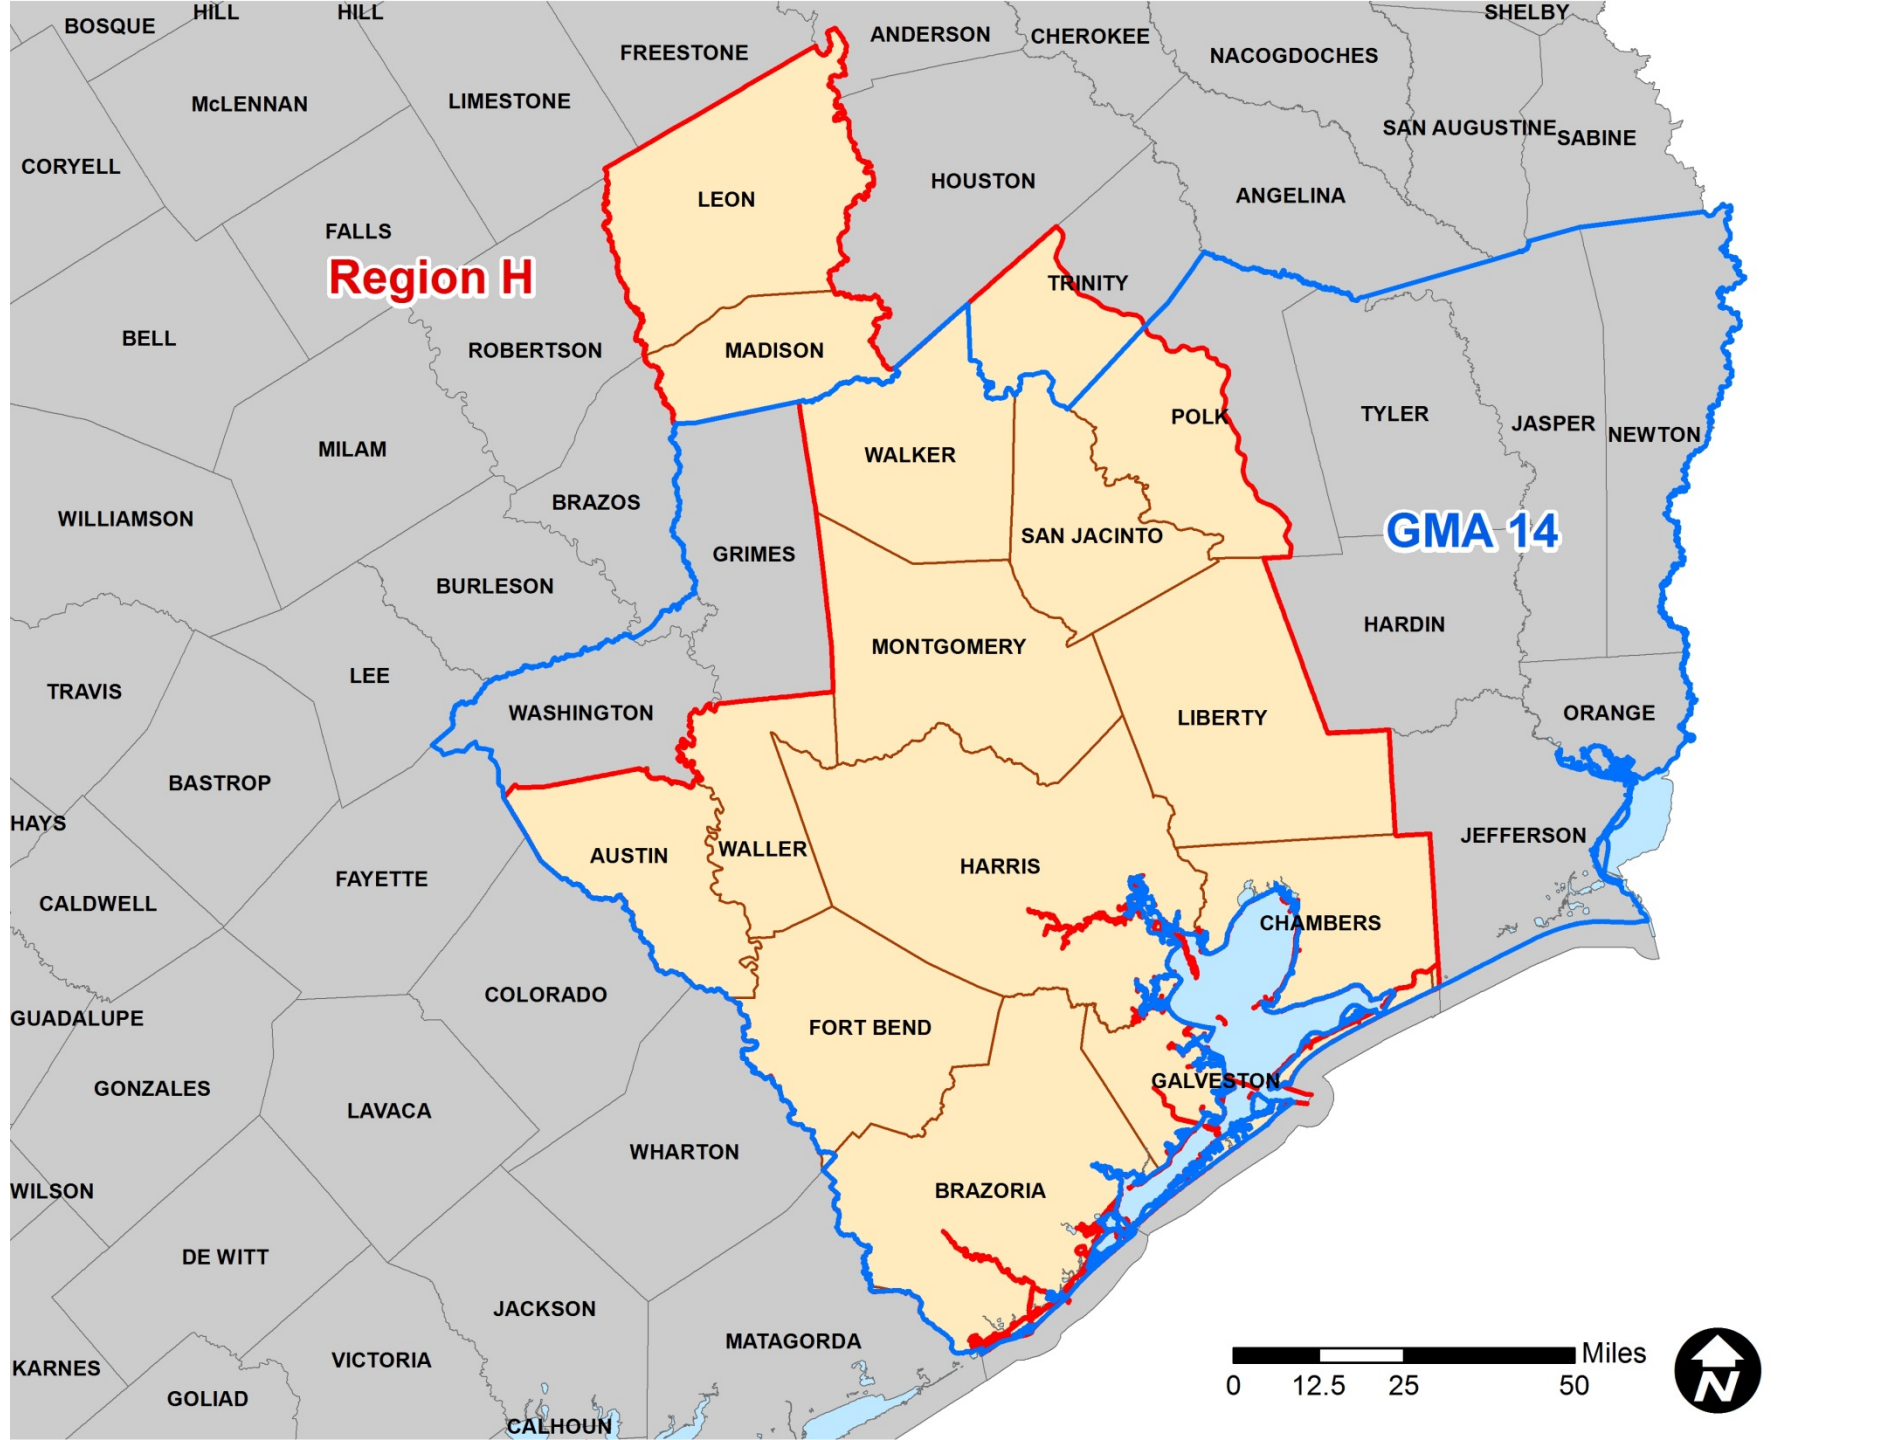 HILL
HILL
SHELBY
BOSQUE
ANDERSON
CHEROKEE
FREESTONE
NACOGDOCHES
McLENNAN
LIMESTONE
SAN AUGUSTINE
SABINE
CORYELL
HOUSTON
ANGELINA
LEON
FALLS
Region H
TRINITY
BELL
ROBERTSON
MADISON
TYLER
POLK
JASPER
NEWTON
MILAM
WALKER
BRAZOS
WILLIAMSON
GMA 14
SAN JACINTO
GRIMES
BURLESON
HARDIN
MONTGOMERY
LEE
TRAVIS
WASHINGTON
LIBERTY
ORANGE
BASTROP
HAYS
JEFFERSON
WALLER
AUSTIN
HARRIS
FAYETTE
CALDWELL
CHAMBERS
COLORADO
GUADALUPE
FORT BEND
GALVESTON
GONZALES
LAVACA
WHARTON
WILSON
BRAZORIA
DE WITT
JACKSON
MATAGORDA
Miles
VICTORIA
KARNES
0 12.5 25 50
N
GOLIAD
CALHOUN